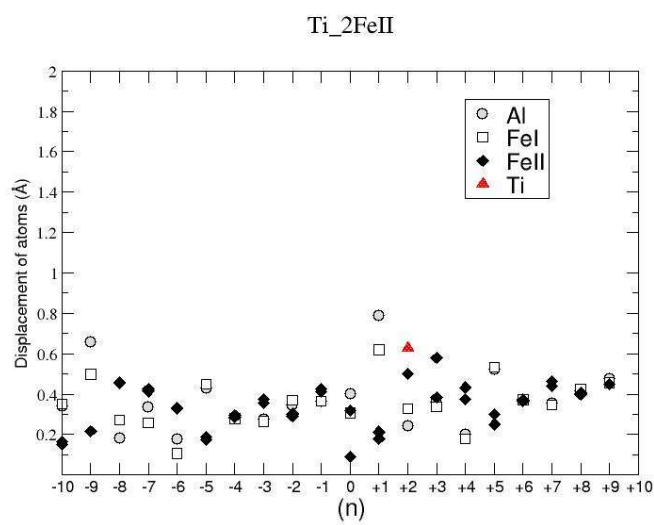 Ti_2FeII
2
1.8
1.6
1.4
1.2
1
0.8
0.6
0.4
0.2
Displacement of atoms (Å)
Al
FeI
FeII
Ti
-10 -9 -8 -7 -6 -5 -4 -3 -2 -1 0 +1 +2 +3 +4 +5 +6 +7 +8 +9 +10
(n)